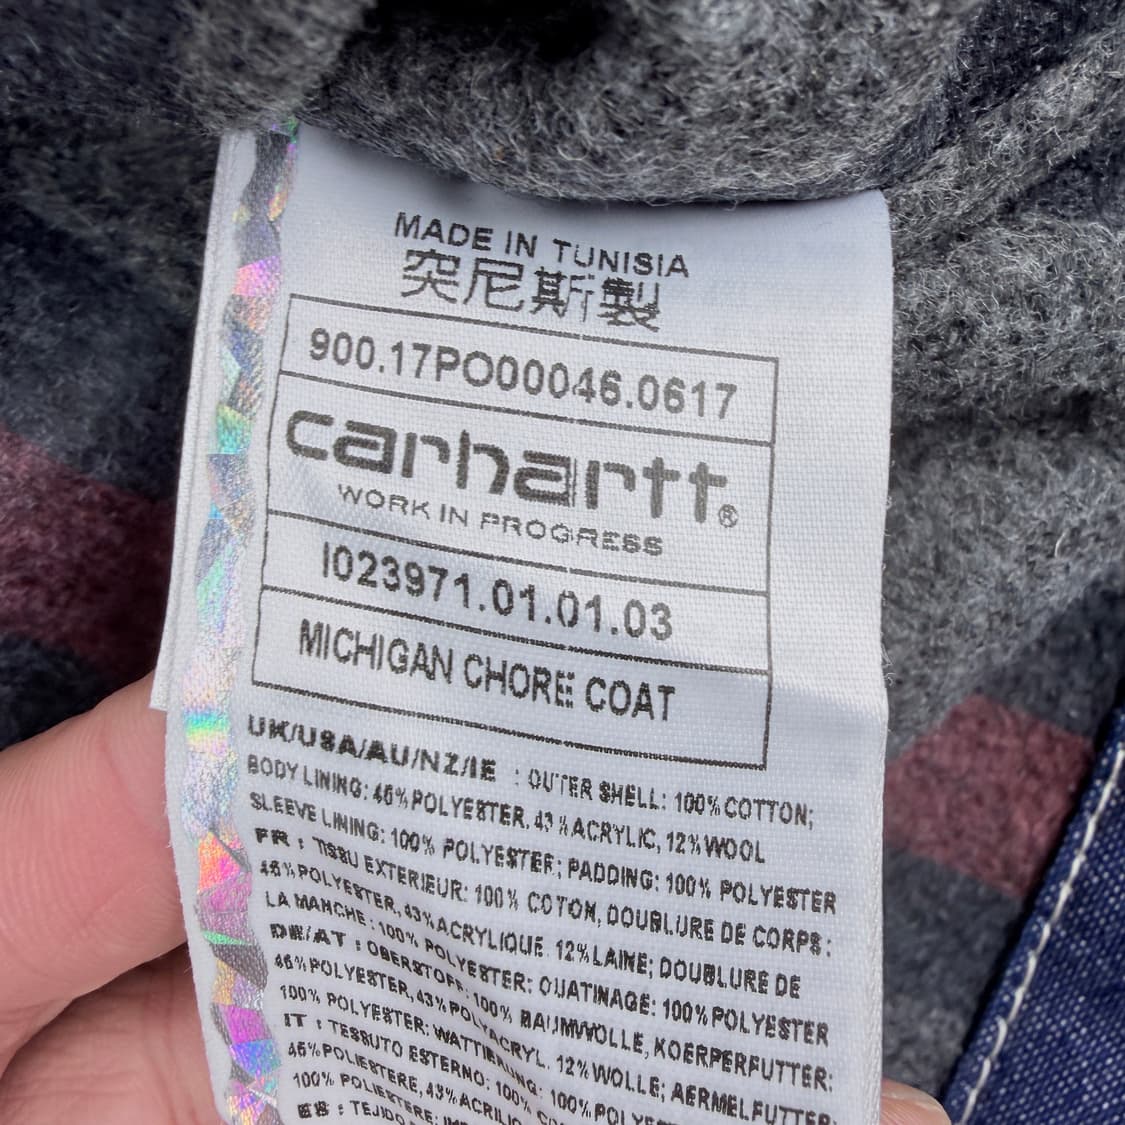 MADE IN TUNISIA
突尼斯製
900.17PO00046.0617
carhartt®
WORK IN PROGRESS
I023971.01.01.03
MICHIGAN CHORE COAT
UK/USA/AU/NZ/IE : OUTER SHELL: 100% COTTON;
BODY LINING: 45% POLYESTER, 43% ACRYLIC, 12% WOOL
SLEEVE LINING: 100% POLYESTER; PADDING: 100% POLYESTER
FR : TISSU EXTERIEUR: 100% COTON, DOUBLURE DE CORPS:
45% POLYESTER, 43% ACRYLIQUE. 12% LAINE; DOUBLURE DE
LA MANCHE: 100% POLYESTER: OUATINAGE: 100% POLYESTER
DE/AT : OBERSTOFF: 100% BAUMWOLLE, KOERPERFUTTER:
45% POLYESTER, 43% POLYACRYL, 12% WOLLE; AERMELFUTTER:
100% POLYESTER; WATTIERUNG: 100% POLYESTER
IT : TESSUTO ESTERNO: 100%
45% POLIESTERE, 43% ACRILICO
100% POLIESTERE;
ES : TEJIDO